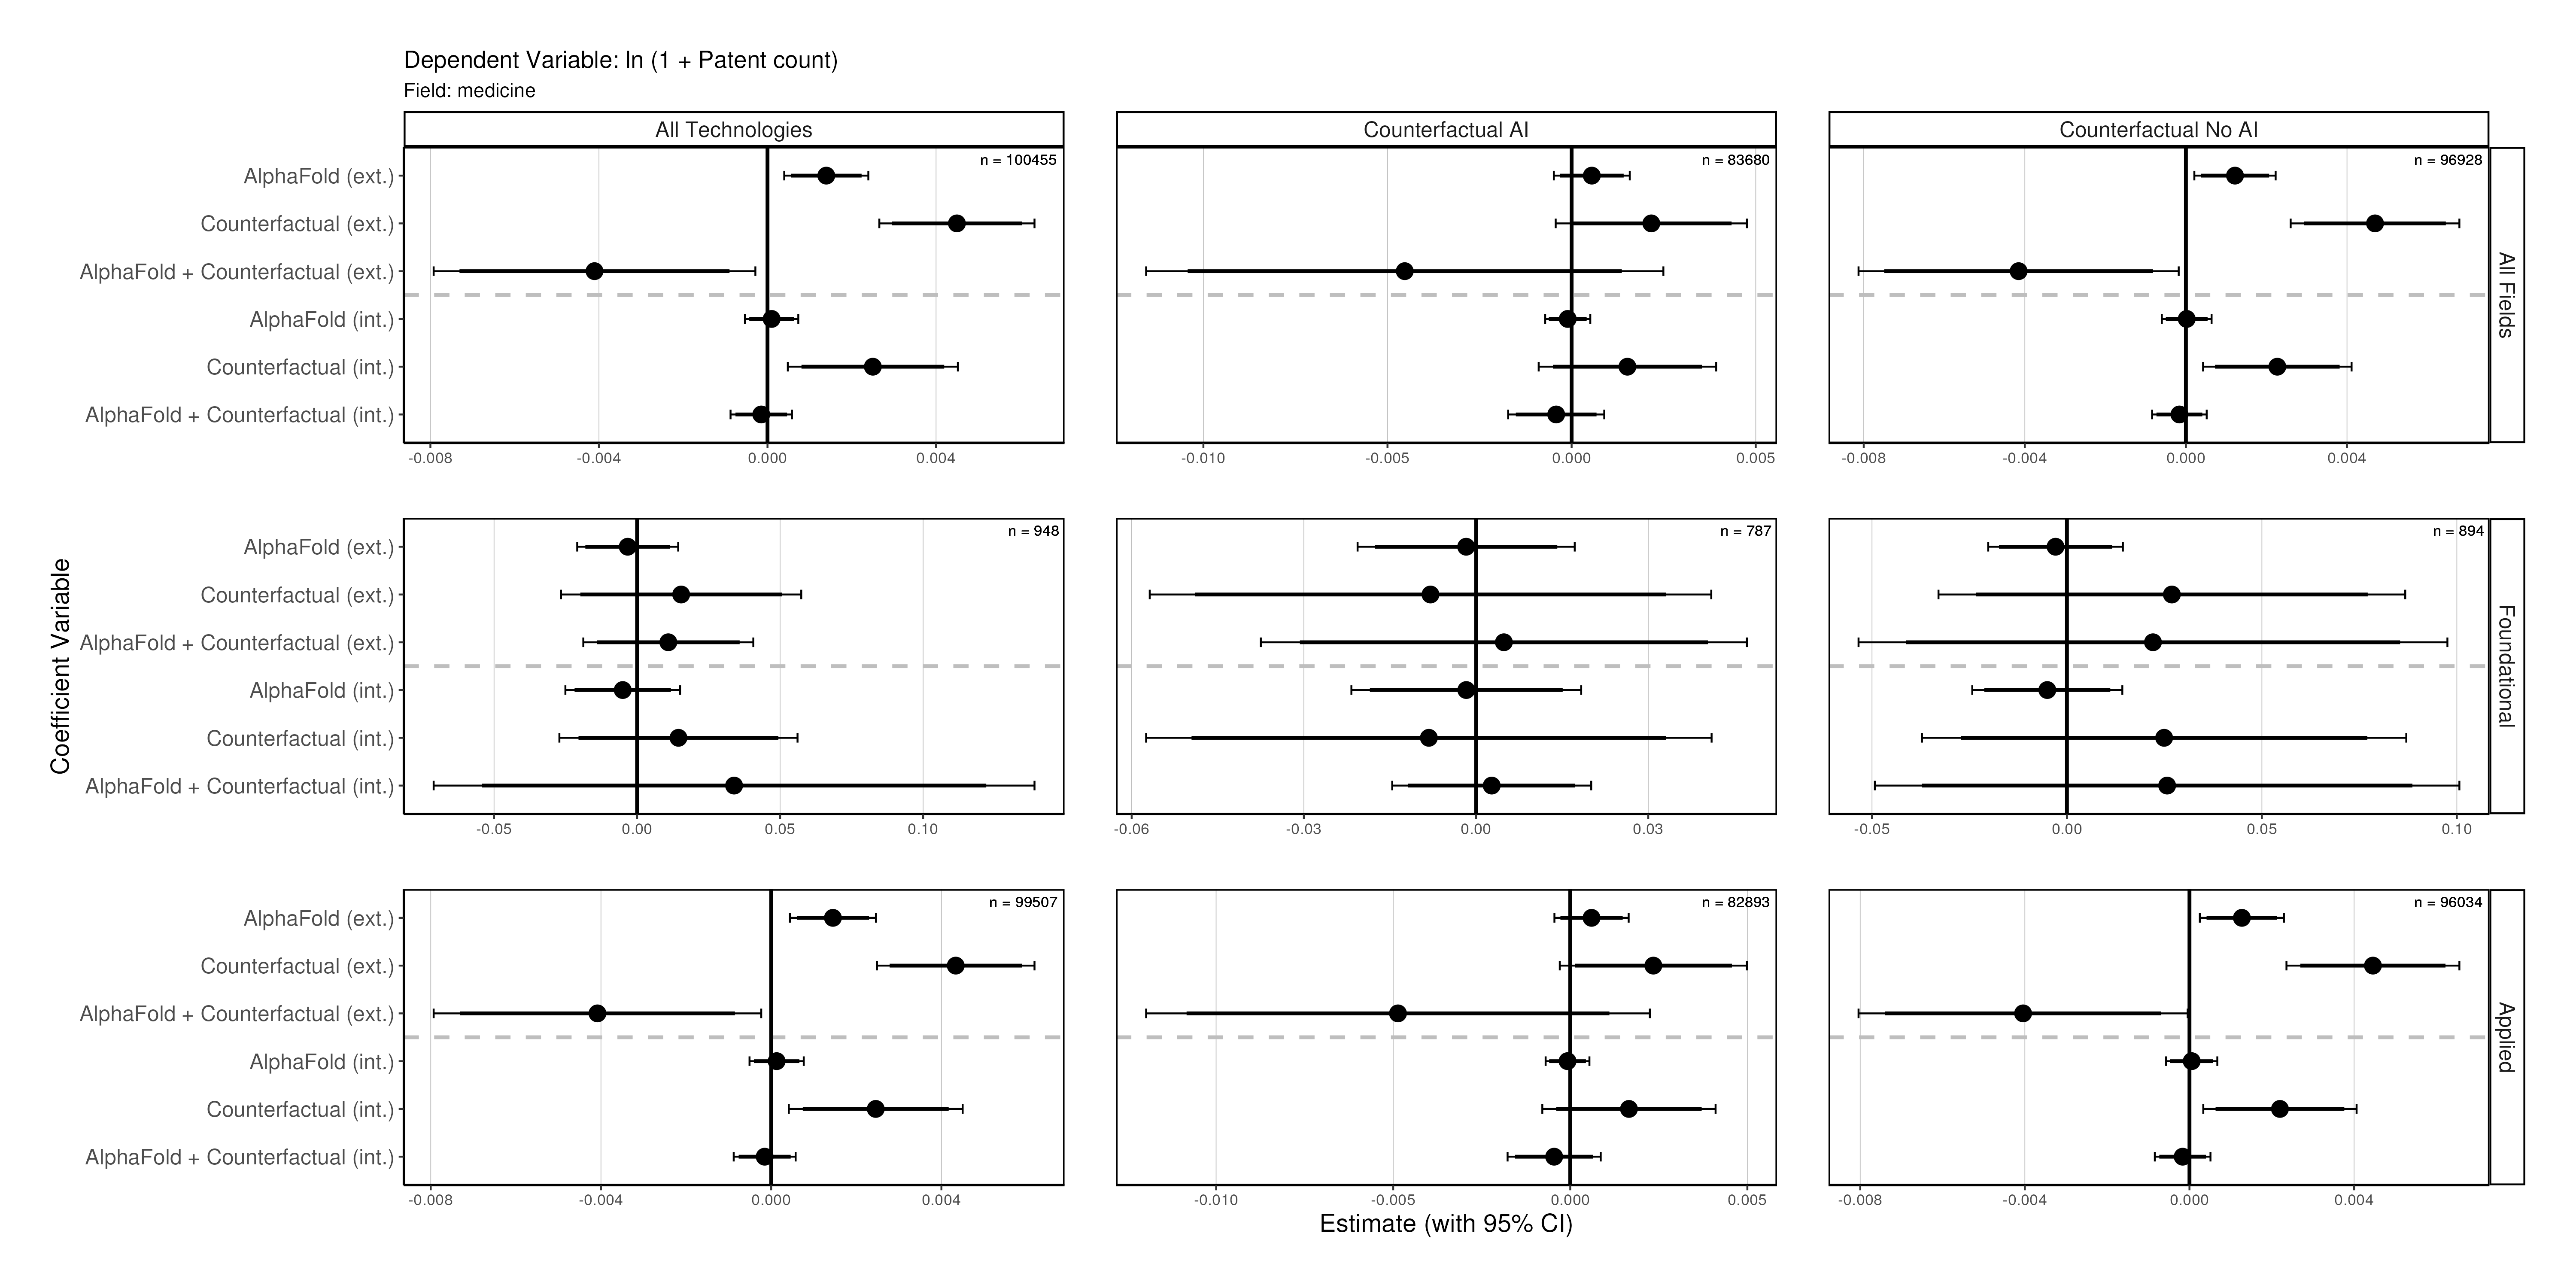 Dependent Variable: ln (1 + Patent count)
Field: medicine
All Technologies
Counterfactual AI
Counterfactual No AI
n = 100455
n = 83680
n = 96928
AlphaFold (ext.)
Counterfactual (ext.)
AlphaFold + Counterfactual (ext.)
AlphaFold (int.)
Counterfactual (int.)
AlphaFold + Counterfactual (int.)
All Fields
-0.008 -0.004 0.000 0.004
-0.010 -0.005 0.000 0.005
-0.008 -0.004 0.000 0.004
n = 948
n = 787
n = 894
AlphaFold (ext.)
Counterfactual (ext.)
AlphaFold + Counterfactual (ext.)
AlphaFold (int.)
Counterfactual (int.)
AlphaFold + Counterfactual (int.)
Foundational
Coefficient Variable
-0.05 0.00 0.05 0.10
-0.06 -0.03 0.00 0.03
-0.05 0.00 0.05 0.10
n = 99507
n = 82893
n = 96034
AlphaFold (ext.)
Counterfactual (ext.)
AlphaFold + Counterfactual (ext.)
AlphaFold (int.)
Counterfactual (int.)
AlphaFold + Counterfactual (int.)
Applied
-0.008 -0.004 0.000 0.004
-0.010 -0.005 0.000 0.005
-0.008 -0.004 0.000 0.004
Estimate (with 95% CI)